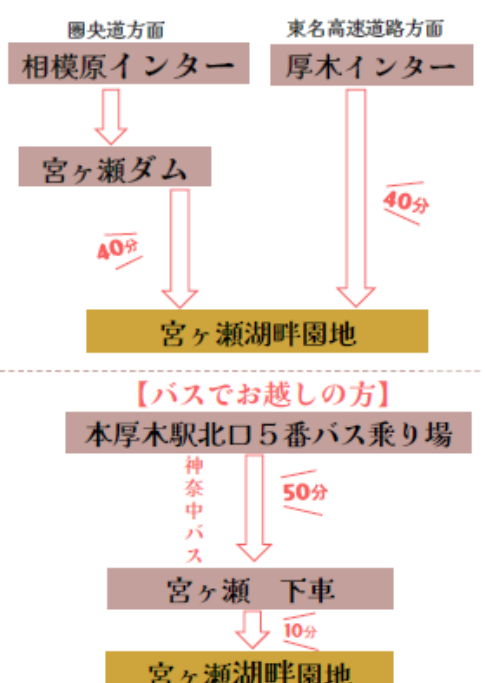 圏央道方面
東名高速道路方面
相模原インター
厚木インター
宮ヶ瀬ダム
40分
40分
宮ヶ瀬湖畔園地
【バスでお越しの方】
本厚木駅北口５番バス乗り場
神奈中バス
50分
宮ヶ瀬　下車
10分
宮ヶ瀬湖畔園地